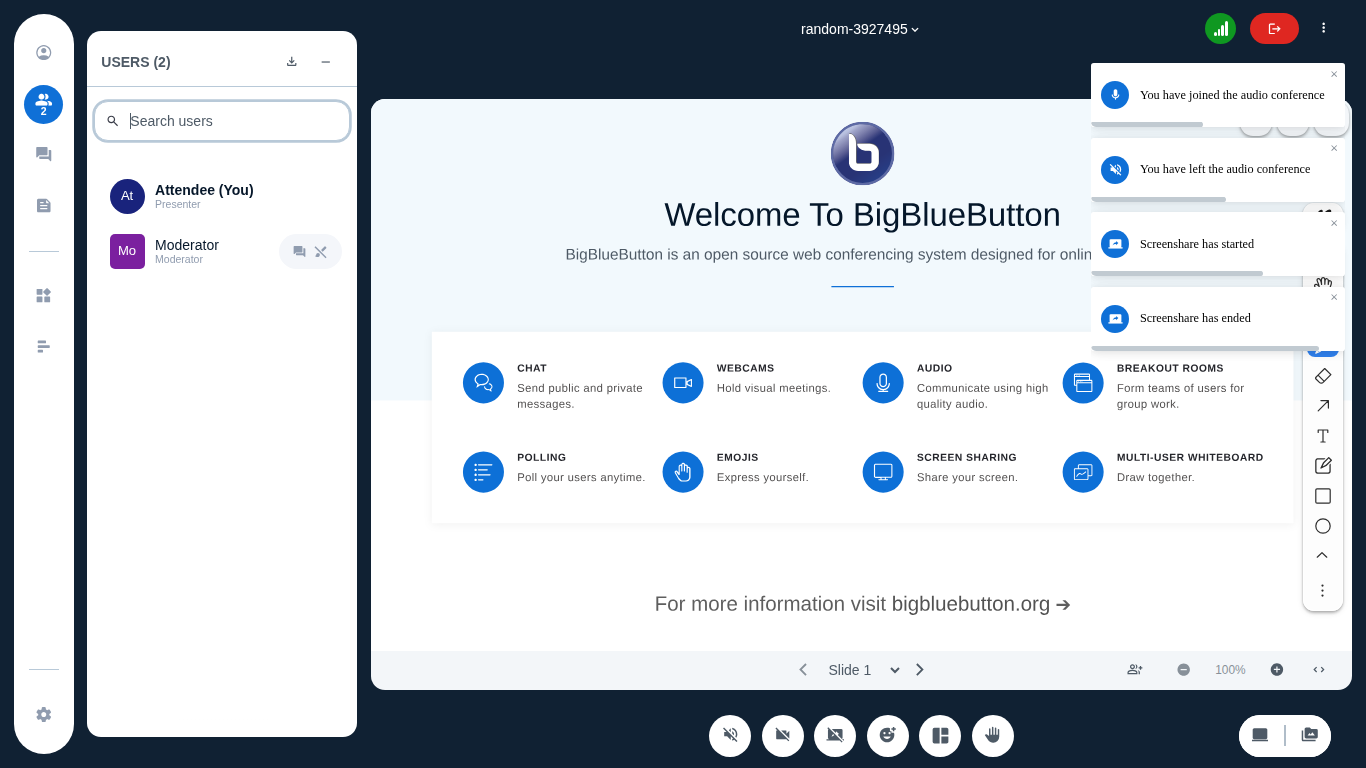 random-3927495
USERS (2)
2
Search users
At
Attendee (You)
Presenter
Mo
Moderator
Moderator
You have joined the audio conference
You have left the audio conference
Screenshare has started
Screenshare has ended
Welcome To BigBlueButton
BigBlueButton is an open source web conferencing system designed for onlin
CHAT
Send public and private
messages.
WEBCAMS
Hold visual meetings.
AUDIO
Communicate using high
quality audio.
BREAKOUT ROOMS
Form teams of users for
group work.
POLLING
Poll your users anytime.
EMOJIS
Express yourself.
SCREEN SHARING
Share your screen.
MULTI-USER WHITEBOARD
Draw together.
For more information visit bigbluebutton.org ➔
Slide 1
100%